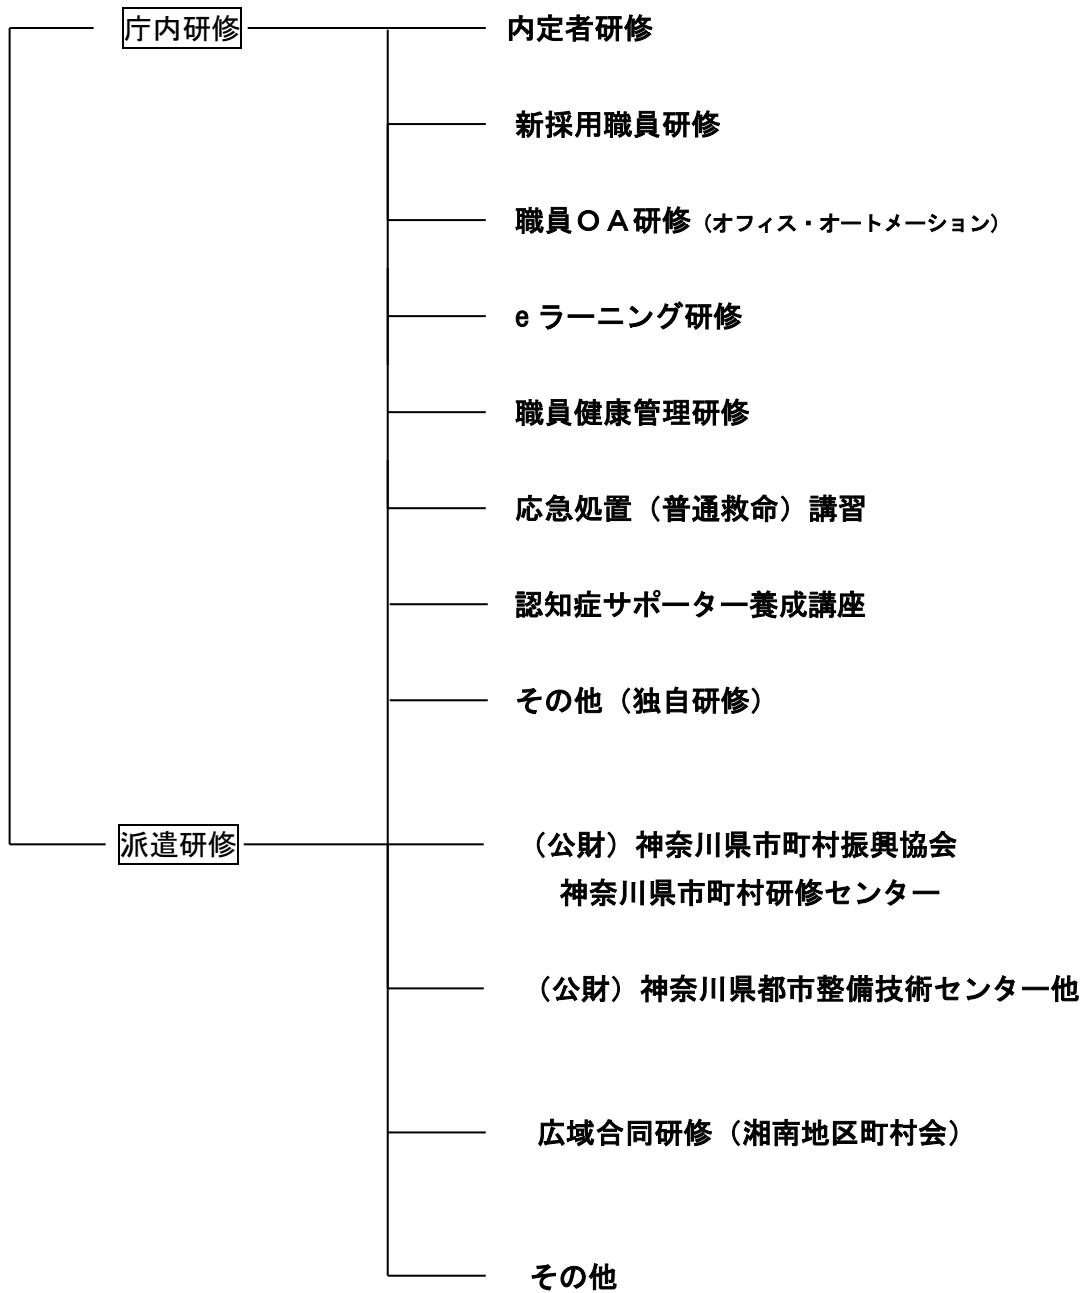 庁内研修
内定者研修
新採用職員研修
職員ＯＡ研修（オフィス・オートメーション）
e ラーニング研修
職員健康管理研修
応急処置（普通救命）講習
認知症サポーター養成講座
その他（独自研修）
派遣研修
（公財）神奈川県市町村振興協会
神奈川県市町村研修センター
（公財）神奈川県都市整備技術センター他
広域合同研修（湘南地区町村会）
その他